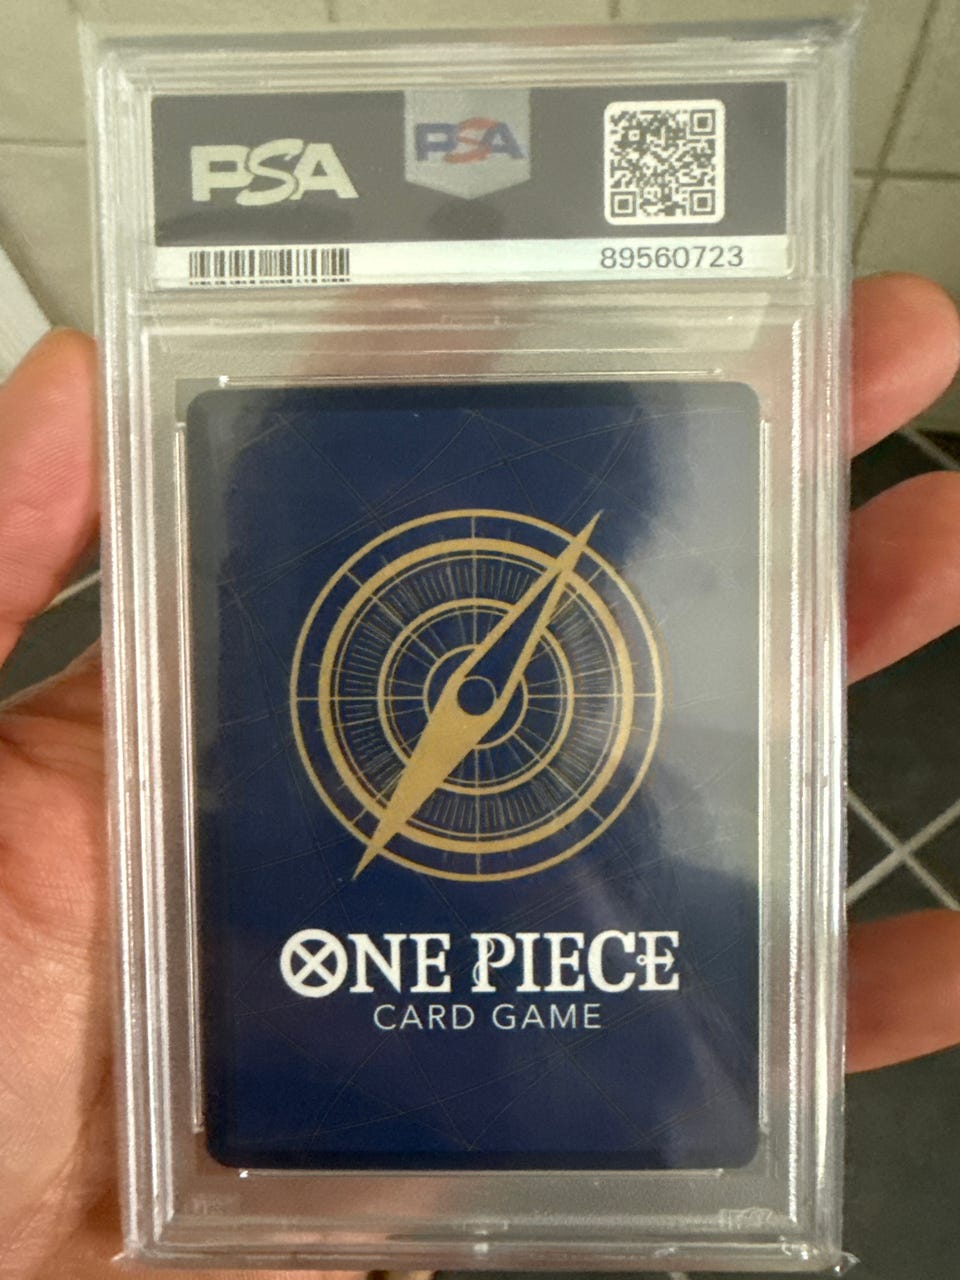 PSA
PSA
89560723
ONE PIECE
CARD GAME